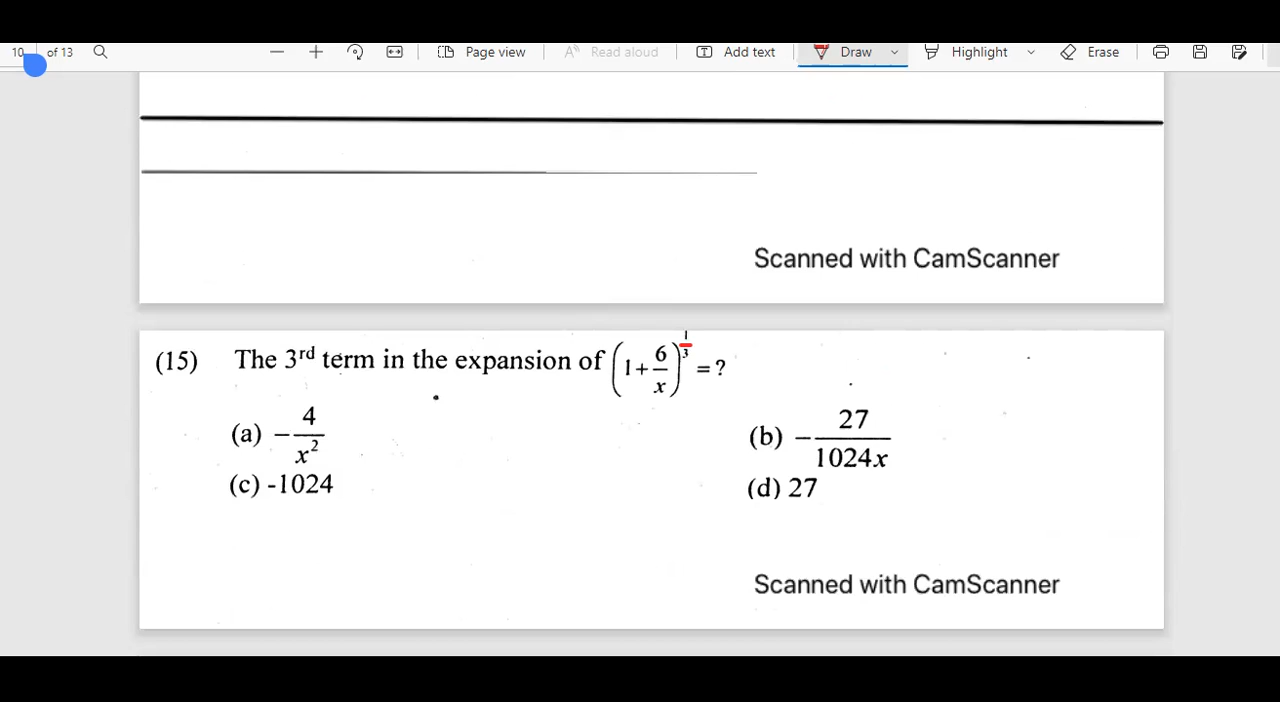 10 of 13 Page view Read aloud Add text Draw Highlight Erase
Scanned with CamScanner
(15) The 3rd term in the expansion of (1+6/x)^(1/3) = ?
(a) -4/x² (b) -27/1024x
(c) -1024 (d) 27
Scanned with CamScanner